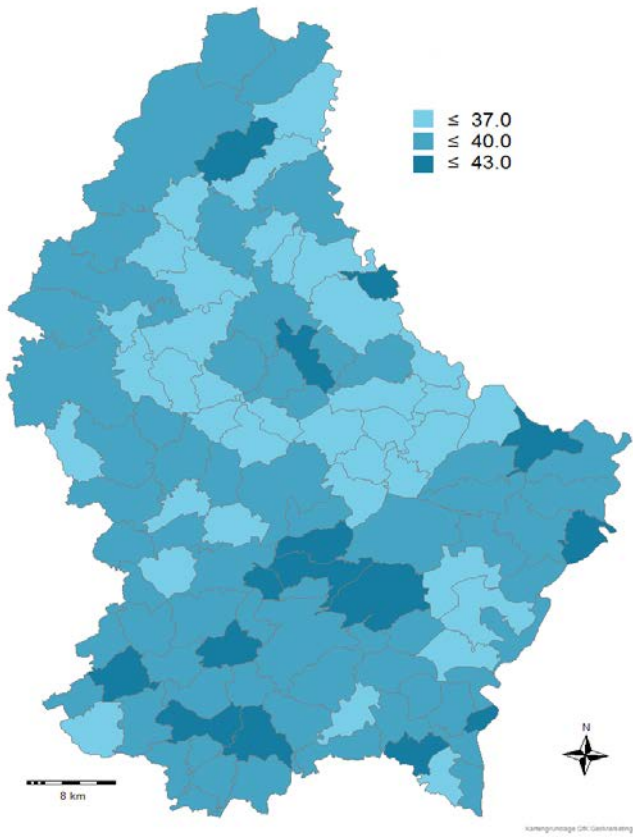 ≤ 37.0
≤ 40.0
≤ 43.0
N
8 km
Kartengrundlage GfK GeoMarketing